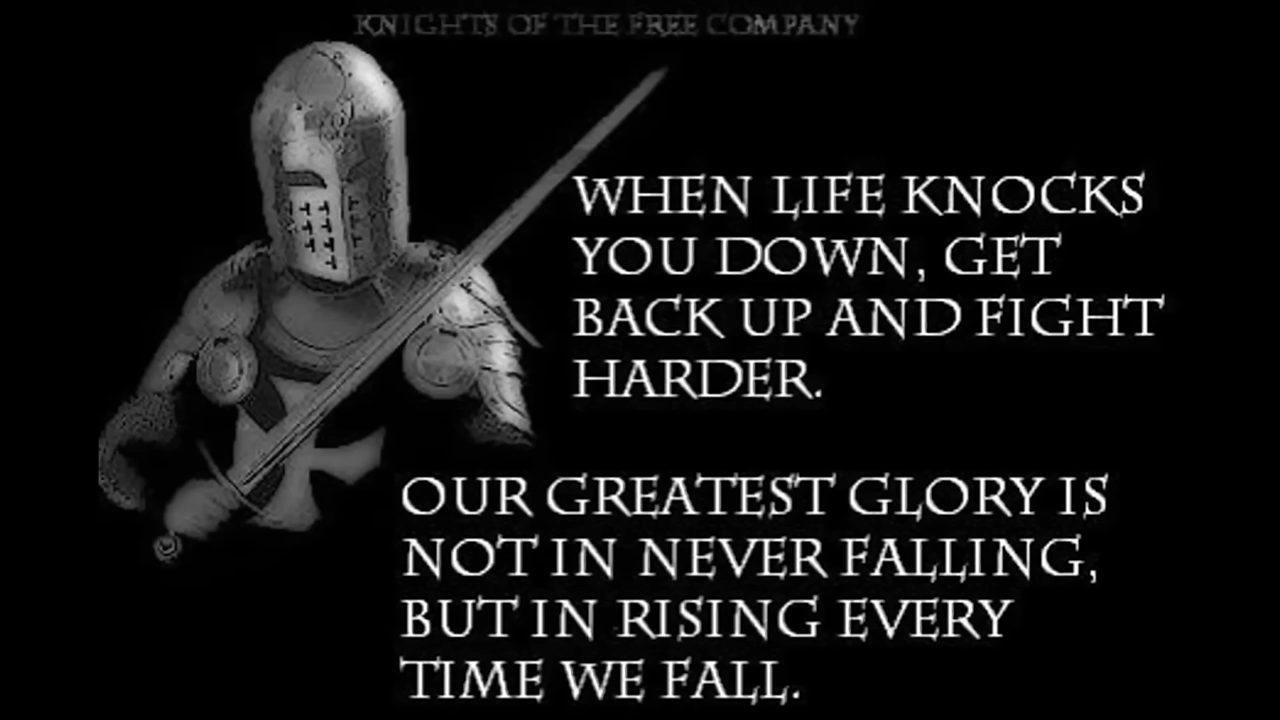 KNIGHTS OF THE FREE COMPANY
WHEN LIFE KNOCKS
YOU DOWN, GET
BACK UP AND FIGHT
HARDER.
OUR GREATEST GLORY IS
NOT IN NEVER FALLING,
BUT IN RISING EVERY
TIME WE FALL.